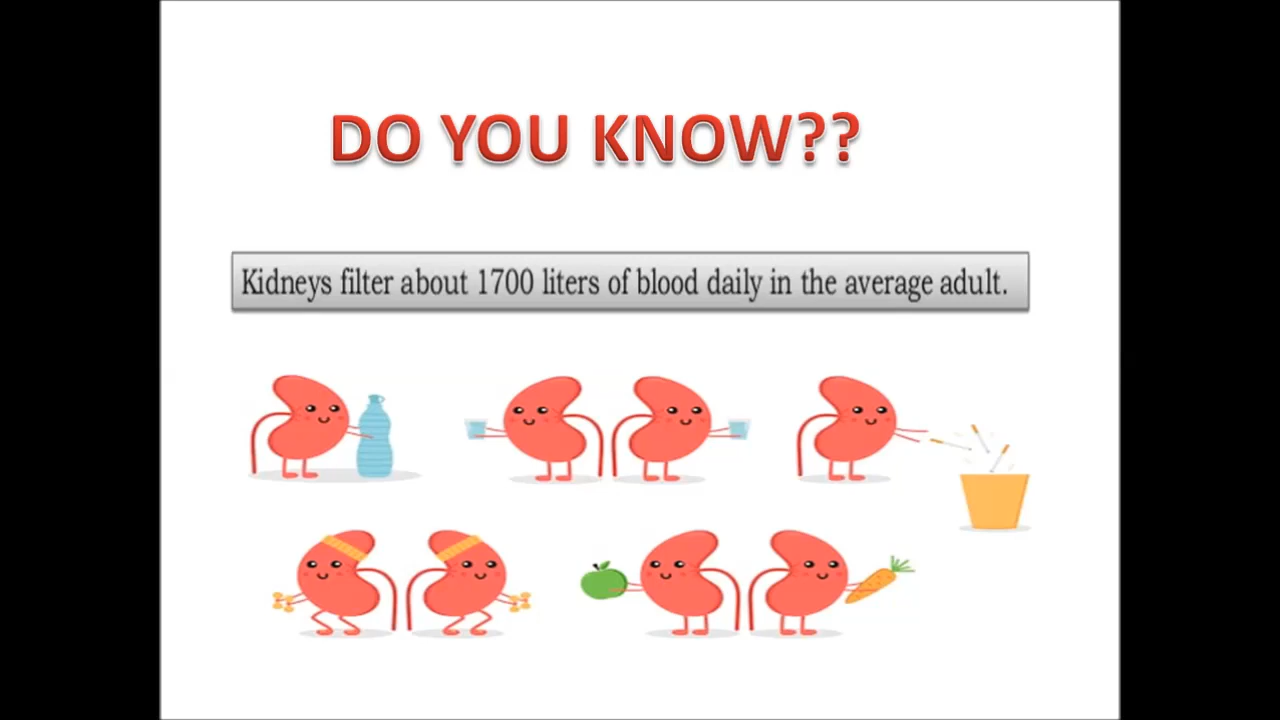 DO YOU KNOW??
Kidneys filter about 1700 liters of blood daily in the average adult.